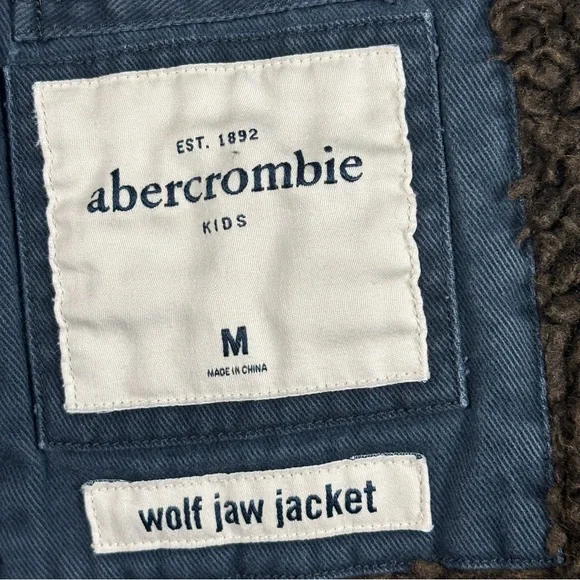 EST. 1892
abercrombie
KIDS
M
MADE IN CHINA
wolf jaw jacket